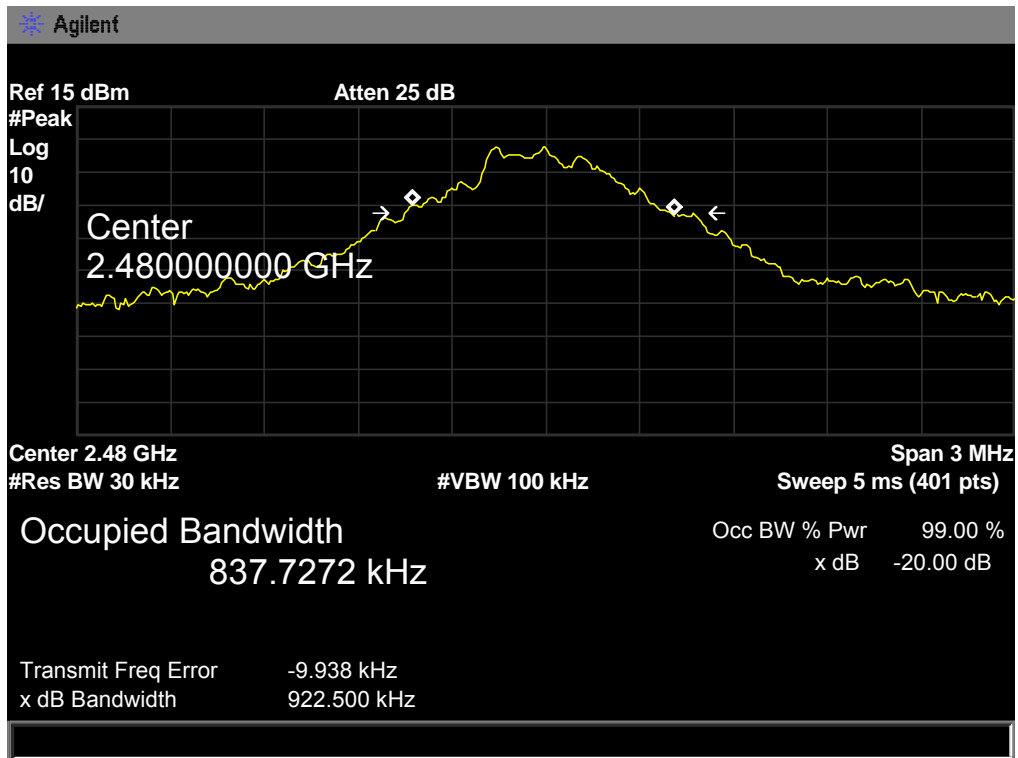 Agilent
Ref 15 dBm Atten 25 dB
#Peak
Log
10
dB/
Center
2.480000000 GHz
Center 2.48 GHz Span 3 MHz
#Res BW 30 kHz #VBW 100 kHz Sweep 5 ms (401 pts)
Occupied Bandwidth Occ BW % Pwr 99.00 %
837.7272 kHz x dB -20.00 dB
Transmit Freq Error -9.938 kHz
x dB Bandwidth 922.500 kHz